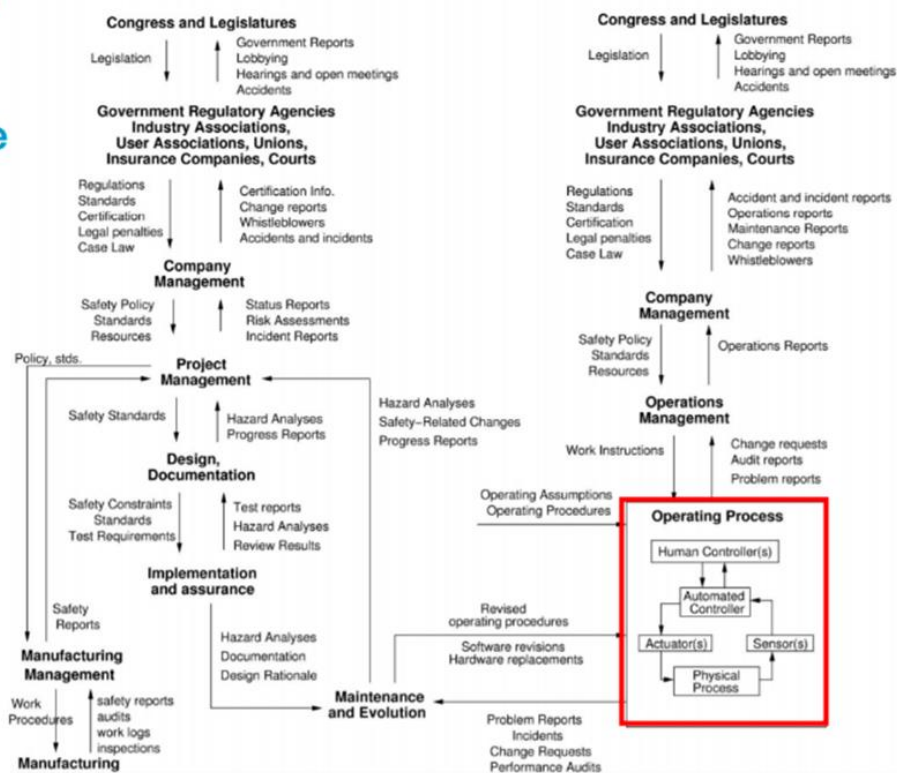 Congress and Legislatures
Legislation
Government Reports
Lobbying
Hearings and open meetings
Accidents
Government Regulatory Agencies
Industry Associations,
User Associations, Unions,
Insurance Companies, Courts
Regulations
Standards
Certification
Legal penalties
Case Law
Certification Info.
Change reports
Whistleblowers
Accidents and incidents
Company
Management
Safety Policy
Standards
Resources
Status Reports
Risk Assessments
Incident Reports
Policy, stds.
Project
Management
Safety Standards
Hazard Analyses
Progress Reports
Hazard Analyses
Safety-Related Changes
Progress Reports
Design,
Documentation
Safety Constraints
Standards
Test Requirements
Test reports
Hazard Analyses
Review Results
Implementation
and assurance
Safety
Reports
Hazard Analyses
Documentation
Design Rationale
Manufacturing
Management
Work
Procedures
safety reports
audits
work logs
inspections
Manufacturing
Maintenance
and Evolution
Congress and Legislatures
Legislation
Government Reports
Lobbying
Hearings and open meetings
Accidents
Government Regulatory Agencies
Industry Associations,
User Associations, Unions,
Insurance Companies, Courts
Regulations
Standards
Certification
Legal penalties
Case Law
Accident and incident reports
Operations reports
Maintenance Reports
Change reports
Whistleblowers
Company
Management
Safety Policy
Standards
Resources
Operations Reports
Operations
Management
Work Instructions
Change requests
Audit reports
Problem reports
Operating Assumptions
Operating Procedures
Operating Process
Human Controller(s)
Automated
Controller
Actuator(s)
Sensor(s)
Physical
Process
Revised
operating procedures
Software revisions
Hardware replacements
Problem Reports
Incidents
Change Requests
Performance Audits